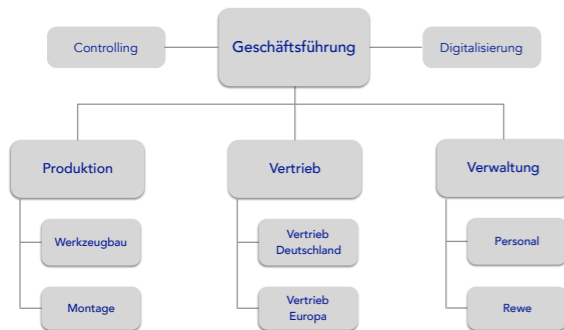 Controlling
Geschäftsführung
Digitalisierung
Produktion
Vertrieb
Verwaltung
Werkzeugbau
Vertrieb
Deutschland
Personal
Montage
Vertrieb
Europa
Rewe